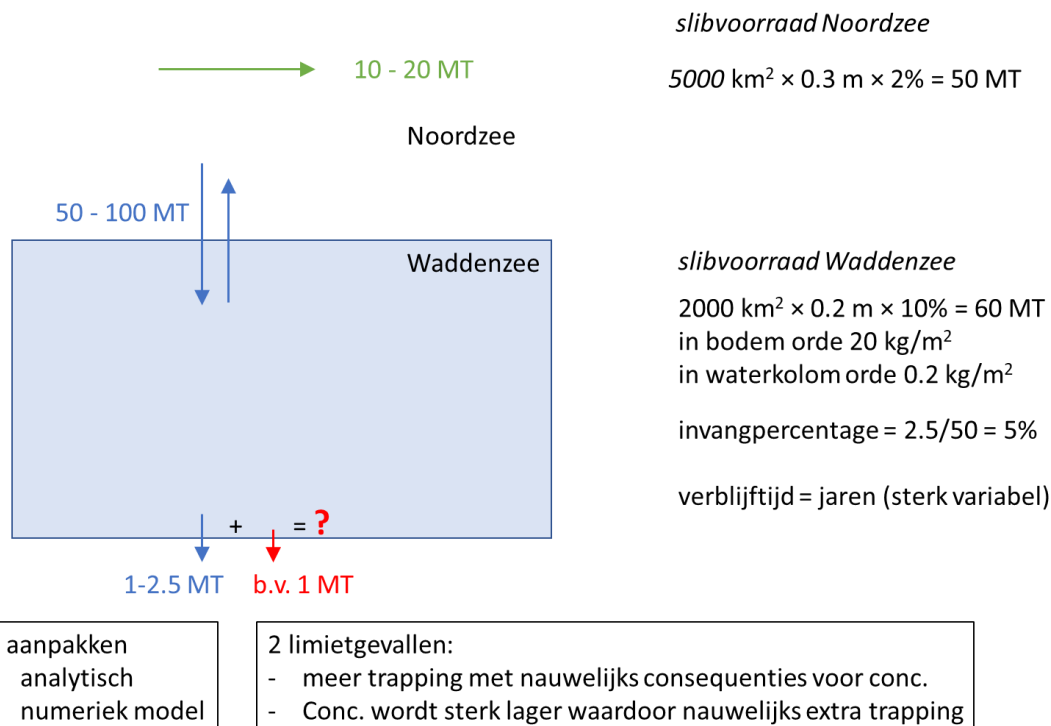 slibvoorraad Noordzee
10 - 20 MT
5000 km² × 0.3 m × 2% = 50 MT
Noordzee
50 - 100 MT
Waddenzee
slibvoorraad Waddenzee
2000 km² × 0.2 m × 10% = 60 MT
in bodem orde 20 kg/m²
in waterkolom orde 0.2 kg/m²
invangpercentage = 2.5/50 = 5%
verblijftijd = jaren (sterk variabel)
+ = ?
1-2.5 MT b.v. 1 MT
aanpakken
analytisch
numeriek model
2 limietgevallen:
- meer trapping met nauwelijks consequenties voor conc.
- Conc. wordt sterk lager waardoor nauwelijks extra trapping